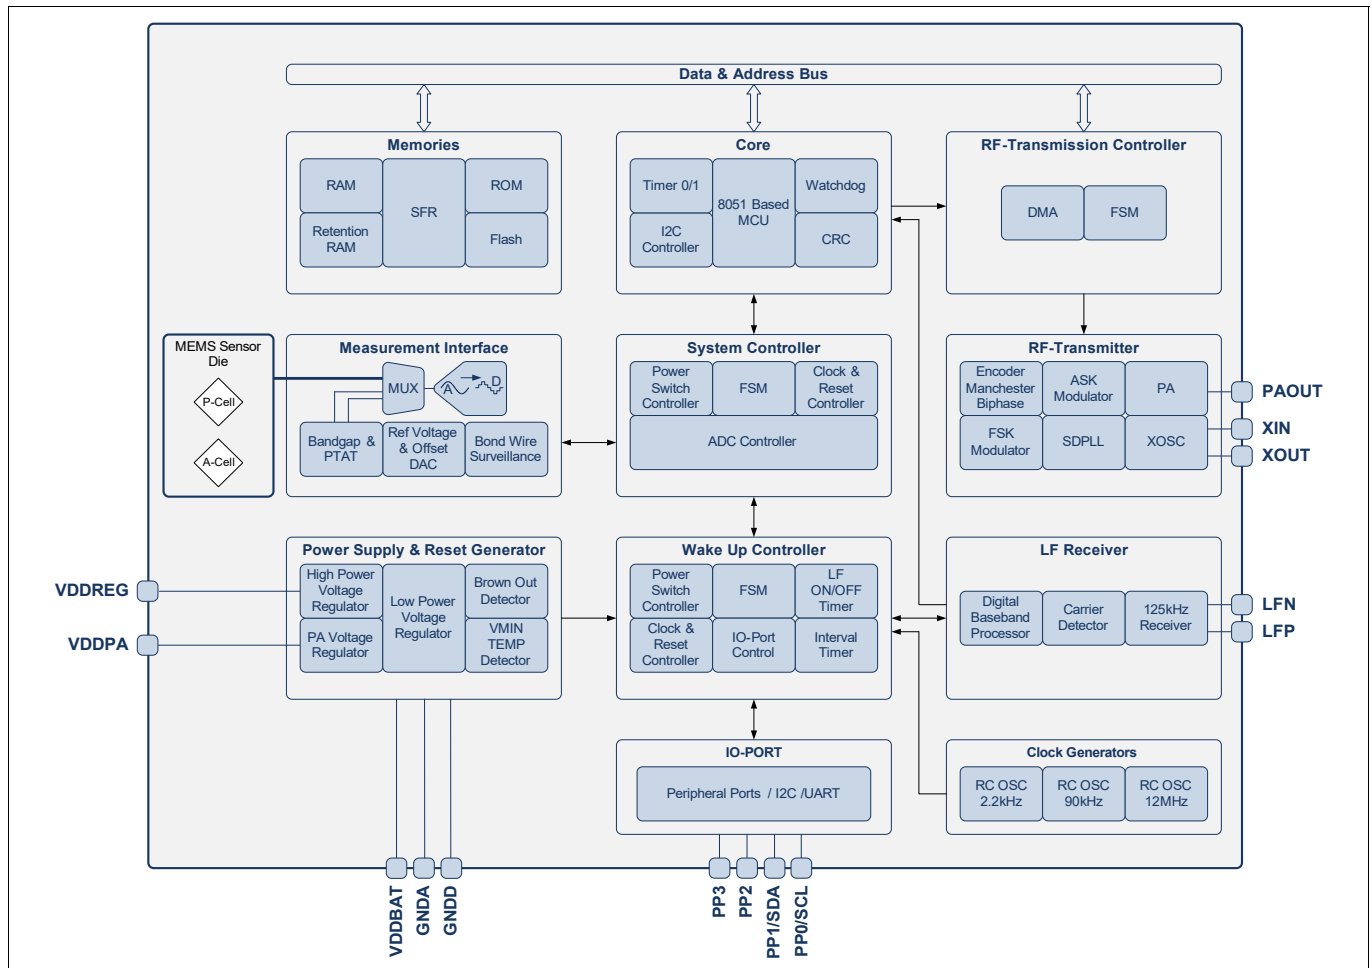 Data & Address Bus
Memories
RAM
SFR
ROM
Retention
RAM
Flash
Core
Timer 0/1
8051 Based
MCU
Watchdog
I2C
Controller
CRC
RF-Transmission Controller
DMA
FSM
MEMS Sensor
Die
P-Cell
A-Cell
Measurement Interface
MUX
A
D
Bandgap &
PTAT
Ref Voltage
& Offset
DAC
Bond Wire
Surveillance
System Controller
Power
Switch
Controller
FSM
Clock &
Reset
Controller
ADC Controller
RF-Transmitter
Encoder
Manchester
Biphase
ASK
Modulator
PA
FSK
Modulator
SDPLL
XOSC
PAOUT
XIN
XOUT
VDDREG
VDDPA
Power Supply & Reset Generator
High Power
Voltage
Regulator
Low Power
Voltage
Regulator
Brown Out
Detector
PA Voltage
Regulator
VMIN
TEMP
Detector
Wake Up Controller
Power
Switch
Controller
FSM
LF
ON/OFF
Timer
Clock &
Reset
Controller
IO-Port
Control
Interval
Timer
LF Receiver
Digital
Baseband
Processor
Carrier
Detector
125kHz
Receiver
LFN
LFP
IO-PORT
Peripheral Ports / I2C /UART
Clock Generators
RC OSC
2.2kHz
RC OSC
90kHz
RC OSC
12MHz
VDDBAT
GNDA
GNDD
PP3
PP2
PP1/SDA
PP0/SCL